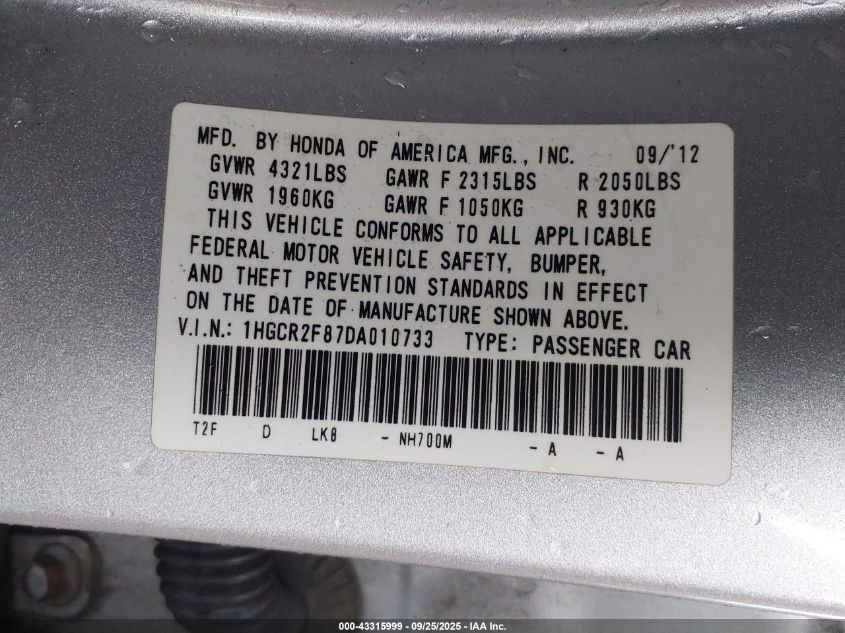 MFD. BY HONDA OF AMERICA MFG., INC. 09/'12
GVWR 4321LBS GAWR F 2315LBS R 2050LBS
GVWR 1960KG GAWR F 1050KG R 930KG
THIS VEHICLE CONFORMS TO ALL APPLICABLE
FEDERAL MOTOR VEHICLE SAFETY, BUMPER,
AND THEFT PREVENTION STANDARDS IN EFFECT
ON THE DATE OF MANUFACTURE SHOWN ABOVE.
V.I.N.: 1HGCR2F87DA010733 TYPE: PASSENGER CAR
T2F D LK8 - NH700M - A - A
000-43315999 - 09/25/2025 - IAA Inc.